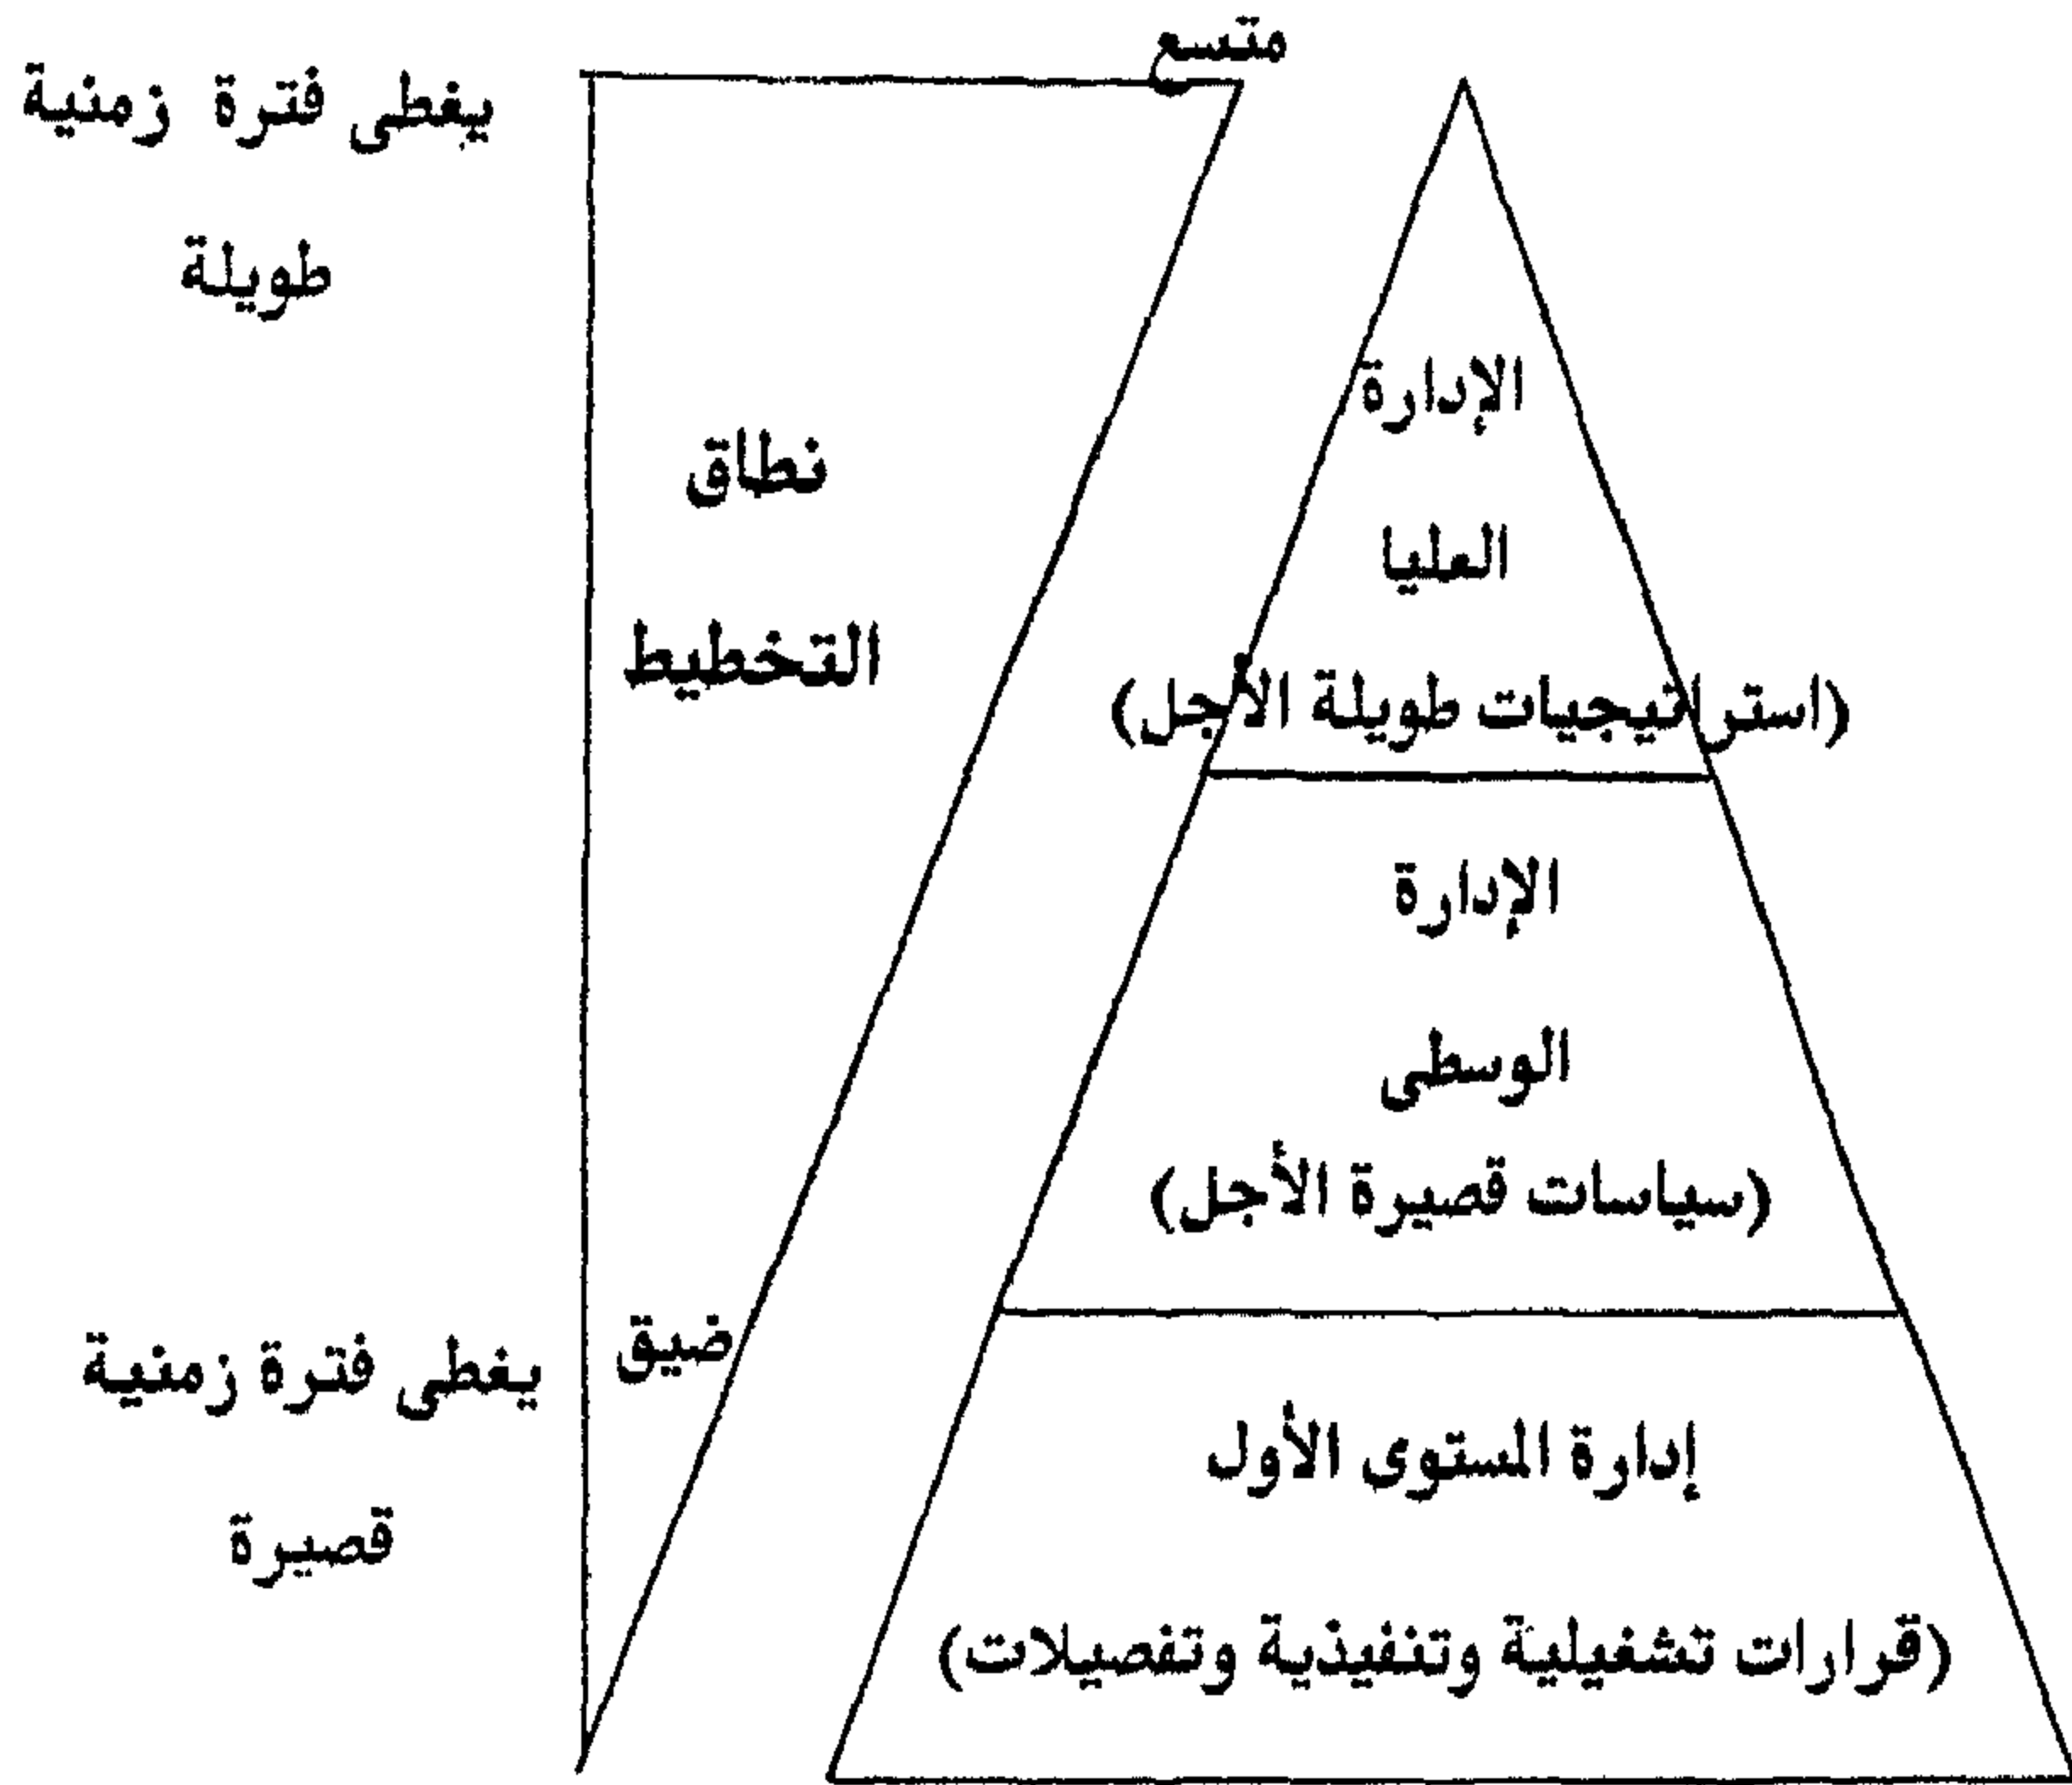 متسع
يغطى فترة زمنية
طويلة
نطاق
التخطيط
ضيق
يغطى فترة زمنية
قصيرة
الإدارة
العليا
(استراتيجيات طويلة الأجل)
الإدارة
الوسطى
(سياسات قصيرة الأجل)
إدارة المستوى الأول
(قرارات تشغيلية وتنفيذية وتفصيلات)